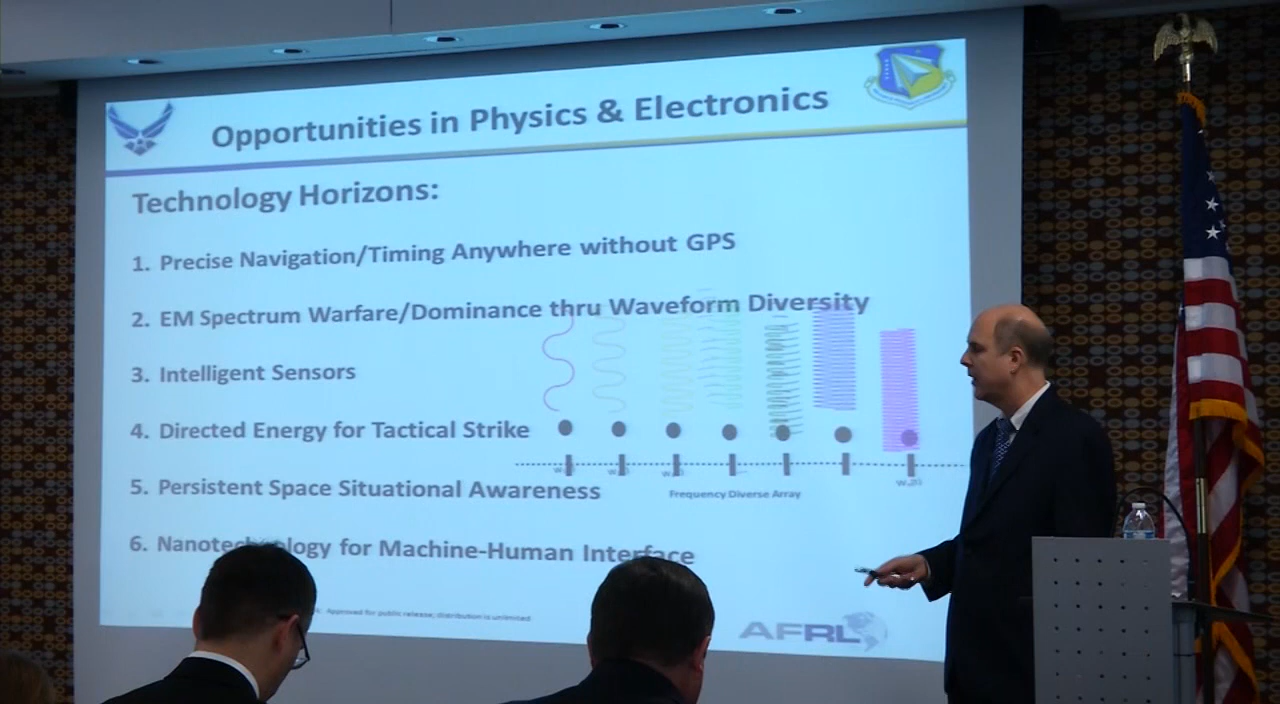 Opportunities in Physics & Electronics
Technology Horizons:
1. Precise Navigation/Timing Anywhere without GPS
2. EM Spectrum Warfare/Dominance thru Waveform Diversity
3. Intelligent Sensors
4. Directed Energy for Tactical Strike
5. Persistent Space Situational Awareness
Frequency Diverse Array
6. Nanotechnology for Machine-Human Interface
Approved for public release; distribution is unlimited
AFRL